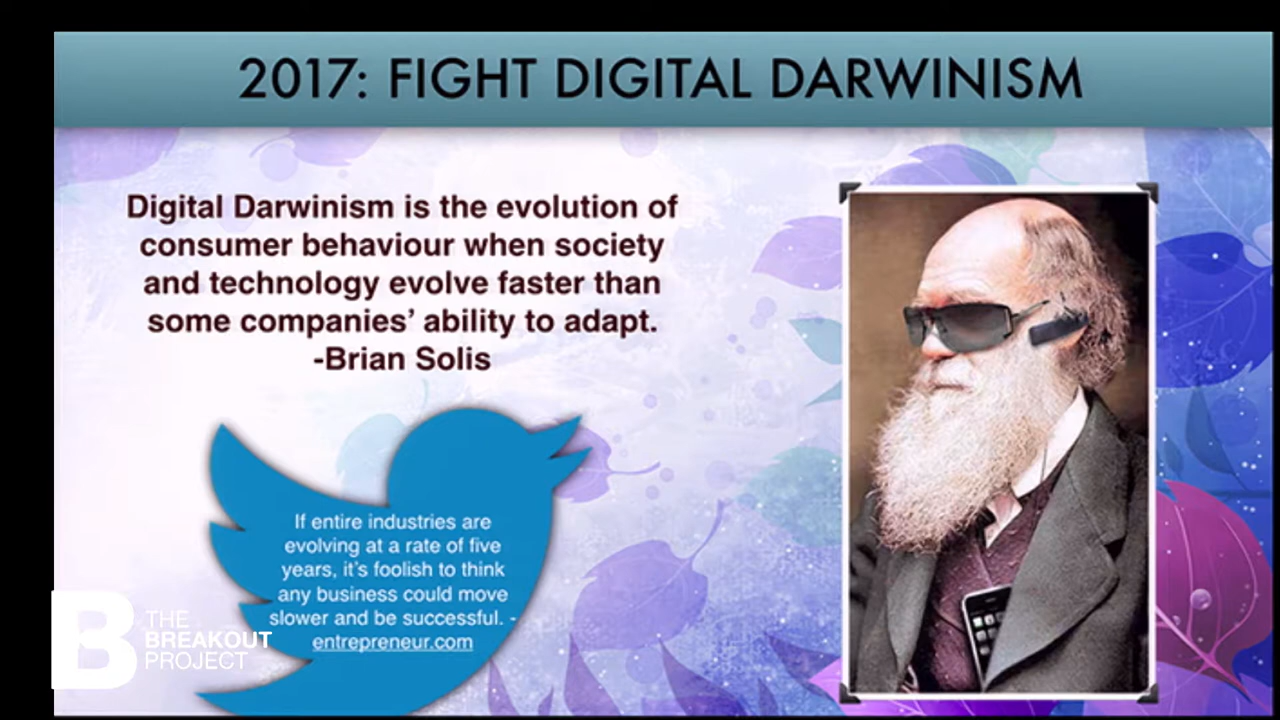 2017: FIGHT DIGITAL DARWINISM
Digital Darwinism is the evolution of
consumer behaviour when society
and technology evolve faster than
some companies’ ability to adapt.
-Brian Solis
If entire industries are
evolving at a rate of five
years, it’s foolish to think
any business could move
slower and be successful. -
entrepreneur.com
B
THE
BREAKOUT
PROJECT